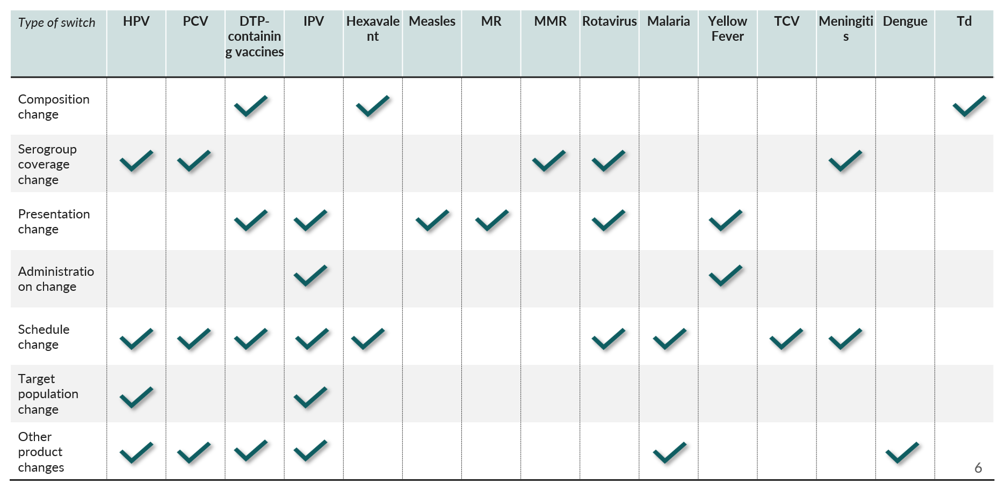 Type of switch
HPV
PCV
DTP-
containin
g vaccines
IPV
Hexavale
nt
Measles
MR
MMR
Rotavirus
Malaria
Yellow
Fever
TCV
Meningiti
s
Dengue
Td
Composition
change
Serogroup
coverage
change
Presentation
change
Administratio
on change
Schedule
change
Target
population
change
Other
product
changes
6